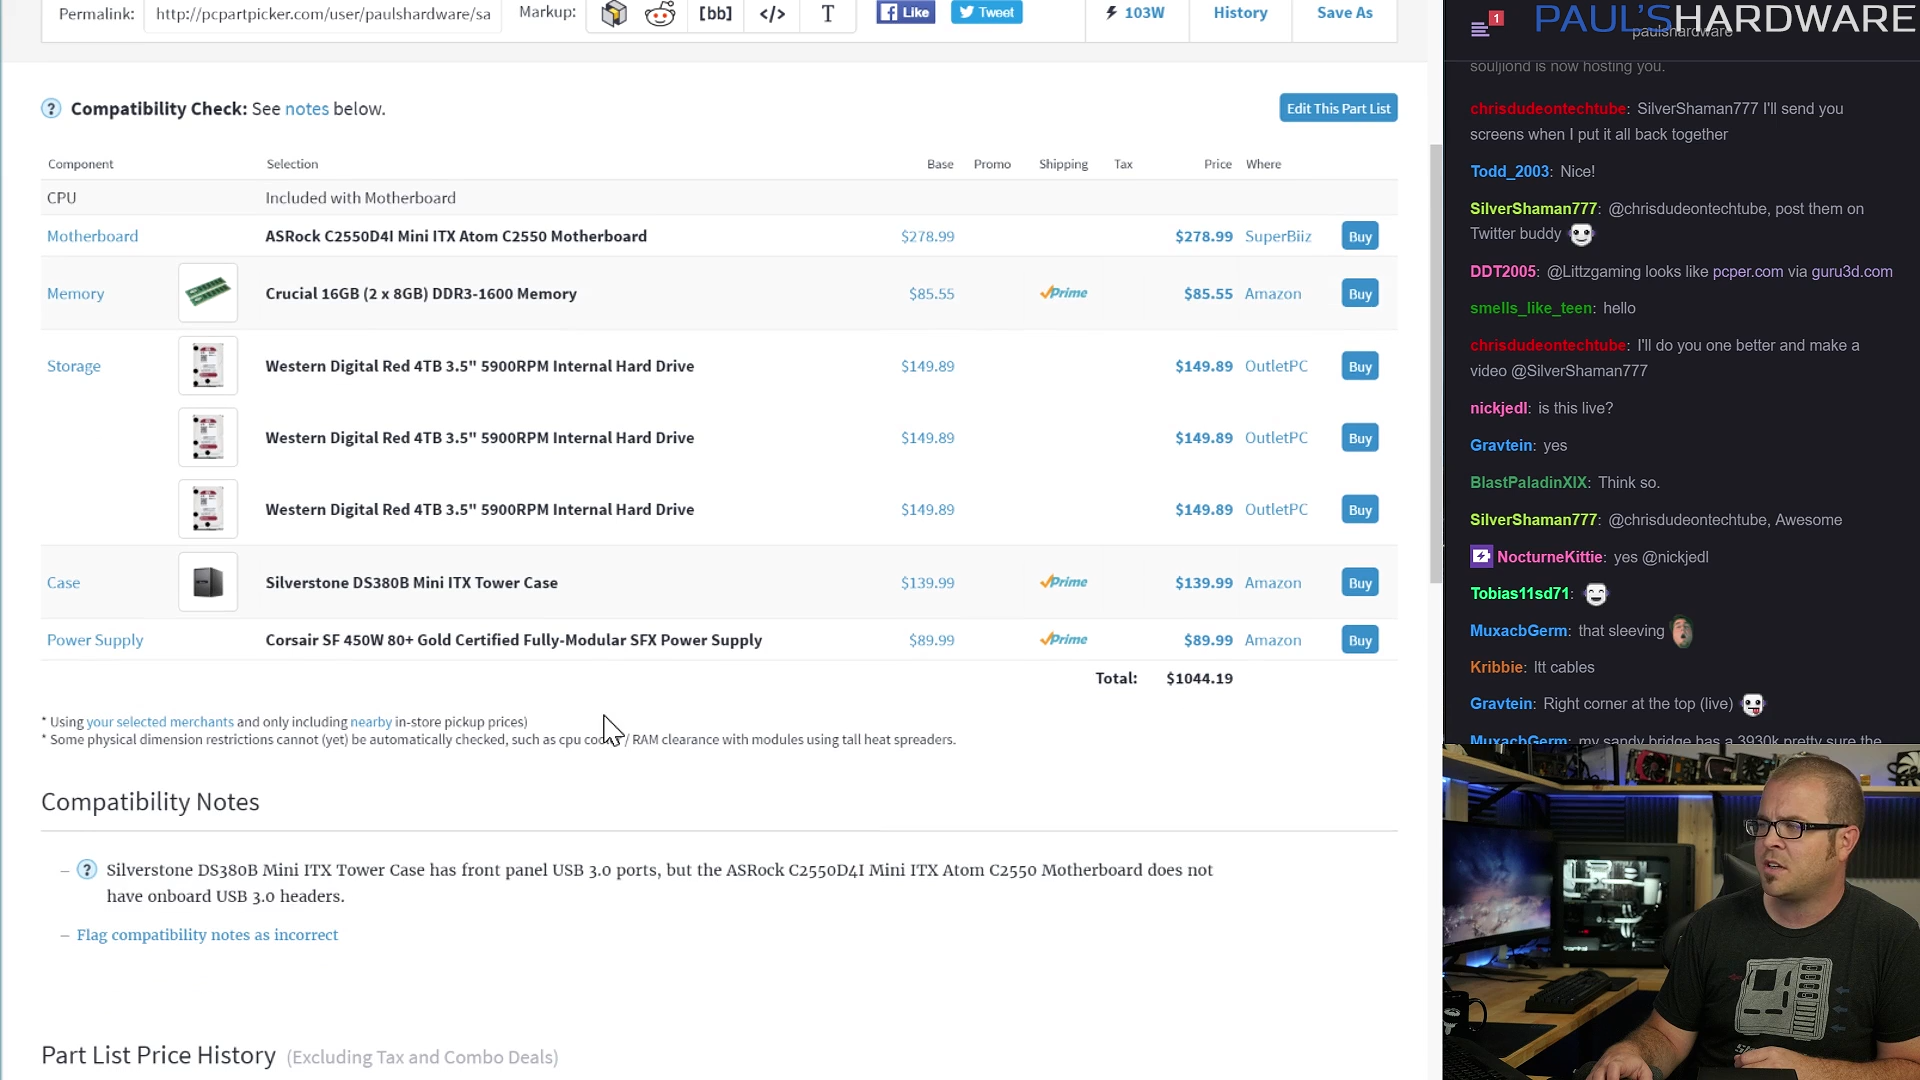 Permalink: http://pcpartpicker.com/user/paulshardware/sa Markup: [bb] </> T Like Tweet 103W History Save As
Compatibility Check: See notes below. Edit This Part List
Component Selection Base Promo Shipping Tax Price Where
CPU Included with Motherboard
Motherboard ASRock C2550D4I Mini ITX Atom C2550 Motherboard $278.99 $278.99 SuperBiiz Buy
Memory Crucial 16GB (2 x 8GB) DDR3-1600 Memory $85.55 Prime $85.55 Amazon Buy
Storage Western Digital Red 4TB 3.5" 5900RPM Internal Hard Drive $149.89 $149.89 OutletPC Buy
Western Digital Red 4TB 3.5" 5900RPM Internal Hard Drive $149.89 $149.89 OutletPC Buy
Western Digital Red 4TB 3.5" 5900RPM Internal Hard Drive $149.89 $149.89 OutletPC Buy
Case Silverstone DS380B Mini ITX Tower Case $139.99 Prime $139.99 Amazon Buy
Power Supply Corsair SF 450W 80+ Gold Certified Fully-Modular SFX Power Supply $89.99 Prime $89.99 Amazon Buy
Total: $1044.19
* Using your selected merchants and only including nearby in-store pickup prices)
* Some physical dimension restrictions cannot (yet) be automatically checked, such as cpu / RAM clearance with modules using tall heat spreaders.
Compatibility Notes
– ? Silverstone DS380B Mini ITX Tower Case has front panel USB 3.0 ports, but the ASRock C2550D4I Mini ITX Atom C2550 Motherboard does not
have onboard USB 3.0 headers.
– Flag compatibility notes as incorrect
Part List Price History (Excluding Tax and Combo Deals)
1 PAUL'SHARDWARE
paulshardware
souljiond is now hosting you.
chrisdudeontechtube: SilverShaman777 I'll send you
screens when I put it all back together
Todd_2003: Nice!
SilverShaman777: @chrisdudeontechtube, post them on
Twitter buddy
DDT2005: @Littzgaming looks like pcper.com via guru3d.com
smells_like_teen: hello
chrisdudeontechtube: I'll do you one better and make a
video @SilverShaman777
nickjedl: is this live?
Gravtein: yes
BlastPaladinXIX: Think so.
SilverShaman777: @chrisdudeontechtube, Awesome
NocturneKittie: yes @nickjedl
Tobias11sd71:
MuxacbGerm: that sleeving
Kribbie: ltt cables
Gravtein: Right corner at the top (live)
MuxacbGerm: my sandy bridge has a 3930k pretty sure the